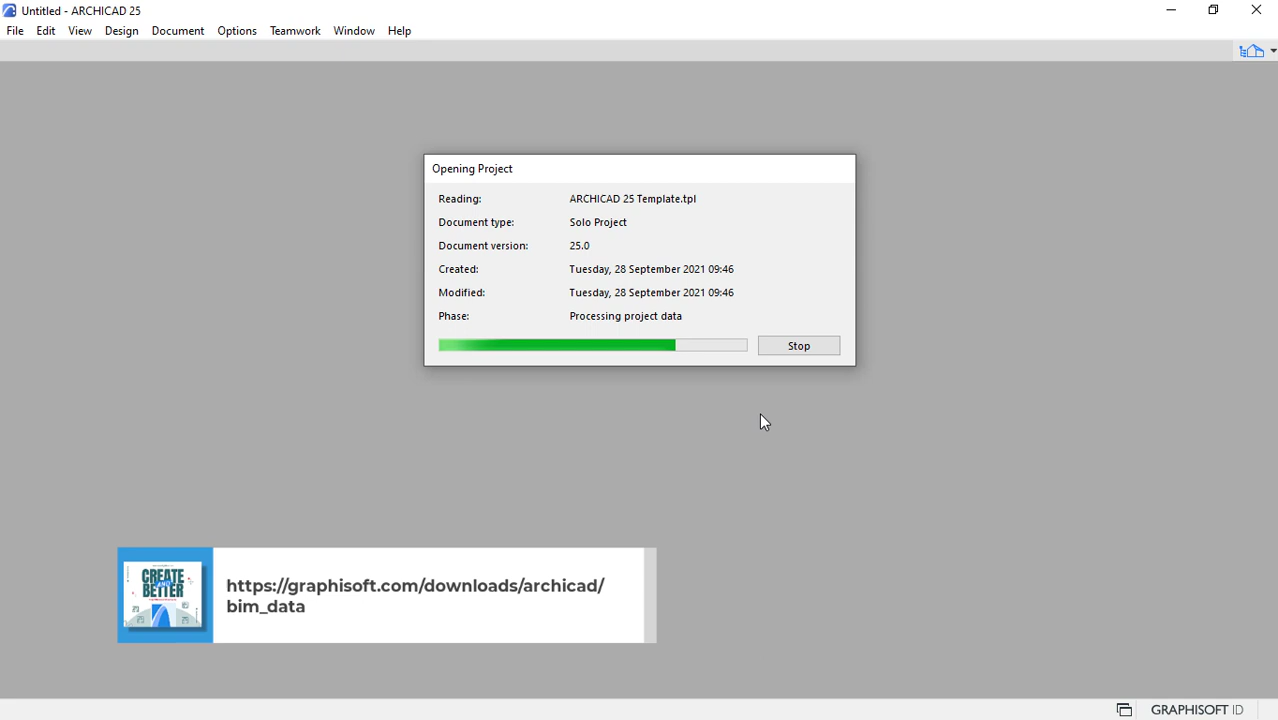 Untitled - ARCHICAD 25
File Edit View Design Document Options Teamwork Window Help
Opening Project
Reading: ARCHICAD 25 Template.tpl
Document type: Solo Project
Document version: 25.0
Created: Tuesday, 28 September 2021 09:46
Modified: Tuesday, 28 September 2021 09:46
Phase: Processing project data
Stop
CREATE
AND
BETTER
https://graphisoft.com/downloads/archicad/
bim_data
GRAPHISOFT ID